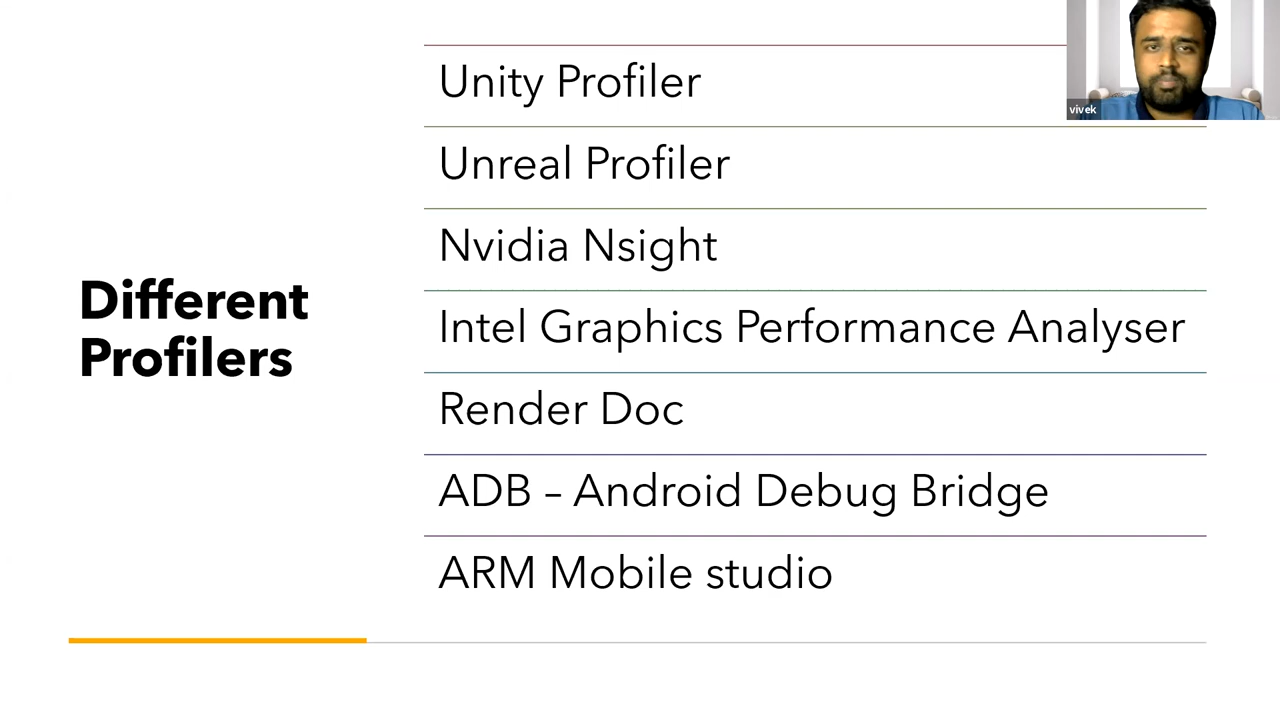 Different
Profilers
Unity Profiler
Unreal Profiler
Nvidia Nsight
Intel Graphics Performance Analyser
Render Doc
ADB – Android Debug Bridge
ARM Mobile studio
vivek